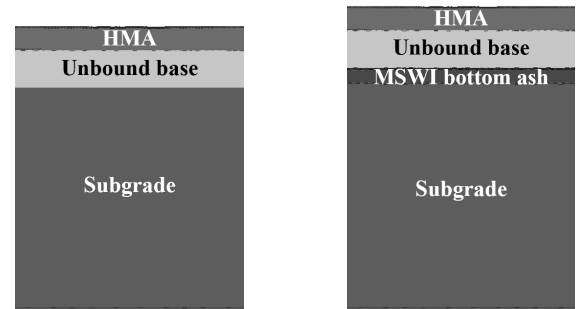 HMA
Unbound base
Subgrade
HMA
Unbound base
MSWI bottom ash
Subgrade